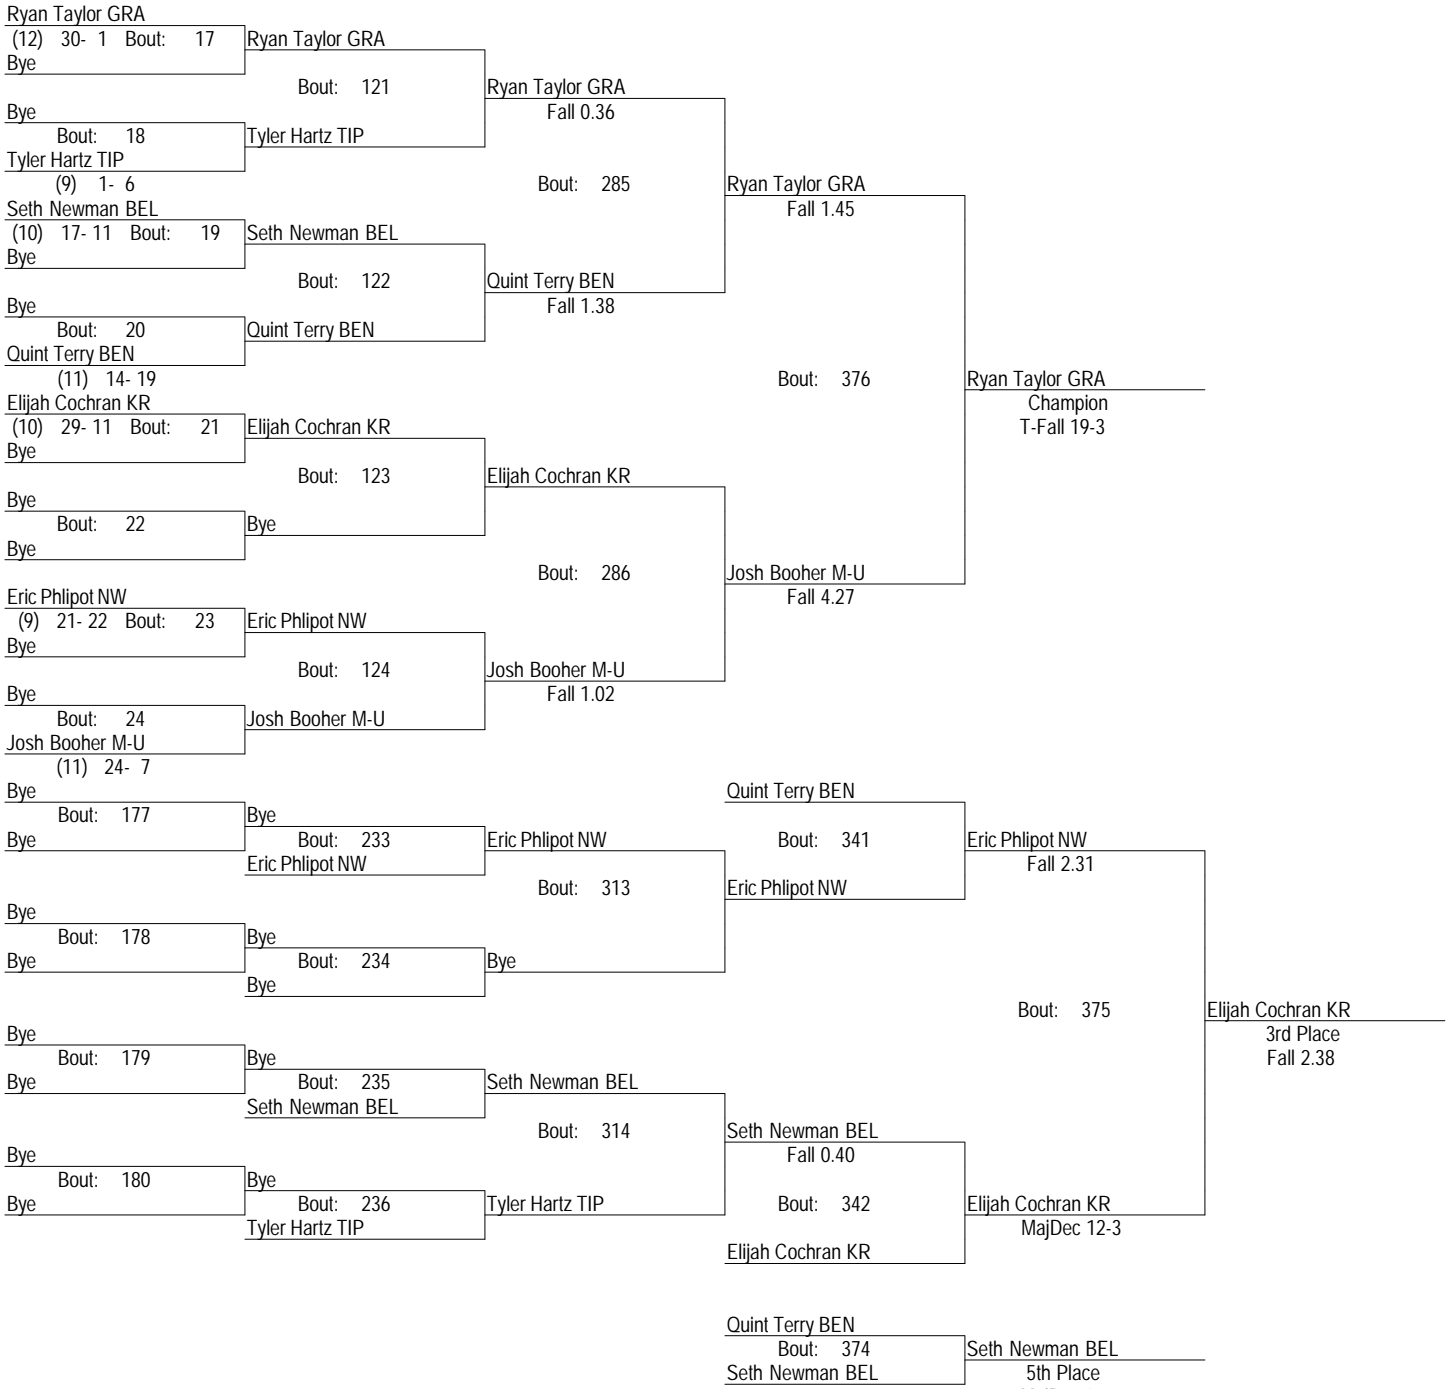 Ryan Taylor GRA
(12) 30- 1 Bout: 17 Ryan Taylor GRA
Bye
Bout: 121 Ryan Taylor GRA
Bye Fall 0.36
Bout: 18 Tyler Hartz TIP
Tyler Hartz TIP
(9) 1- 6 Bout: 285 Ryan Taylor GRA
Seth Newman BEL Fall 1.45
(10) 17- 11 Bout: 19 Seth Newman BEL
Bye
Bout: 122 Quint Terry BEN
Bye Fall 1.38
Bout: 20 Quint Terry BEN
Quint Terry BEN
(11) 14- 19 Bout: 376 Ryan Taylor GRA
Elijah Cochran KR Champion
(10) 29- 11 Bout: 21 Elijah Cochran KR T-Fall 19-3
Bye
Bout: 123 Elijah Cochran KR
Bye
Bout: 22 Bye
Bye
Bout: 286 Josh Booher M-U
Eric Phlipot NW Fall 4.27
(9) 21- 22 Bout: 23 Eric Phlipot NW
Bye
Bout: 124 Josh Booher M-U
Bye Fall 1.02
Bout: 24 Josh Booher M-U
Josh Booher M-U
(11) 24- 7
Bye Quint Terry BEN
Bout: 177 Bye
Bye Bout: 233 Eric Phlipot NW Bout: 341 Eric Phlipot NW
Eric Phlipot NW Fall 2.31
Bout: 313 Eric Phlipot NW
Bye
Bout: 178 Bye
Bye Bout: 234 Bye
Bye
Bout: 375 Elijah Cochran KR
Bye 3rd Place
Bout: 179 Bye Fall 2.38
Bye Bout: 235 Seth Newman BEL
Seth Newman BEL
Bout: 314 Seth Newman BEL
Bye Fall 0.40
Bout: 180 Bye
Bye Bout: 236 Tyler Hartz TIP Bout: 342 Elijah Cochran KR
Tyler Hartz TIP MajDec 12-3
Elijah Cochran KR
Quint Terry BEN
Bout: 374 Seth Newman BEL
Seth Newman BEL 5th Place